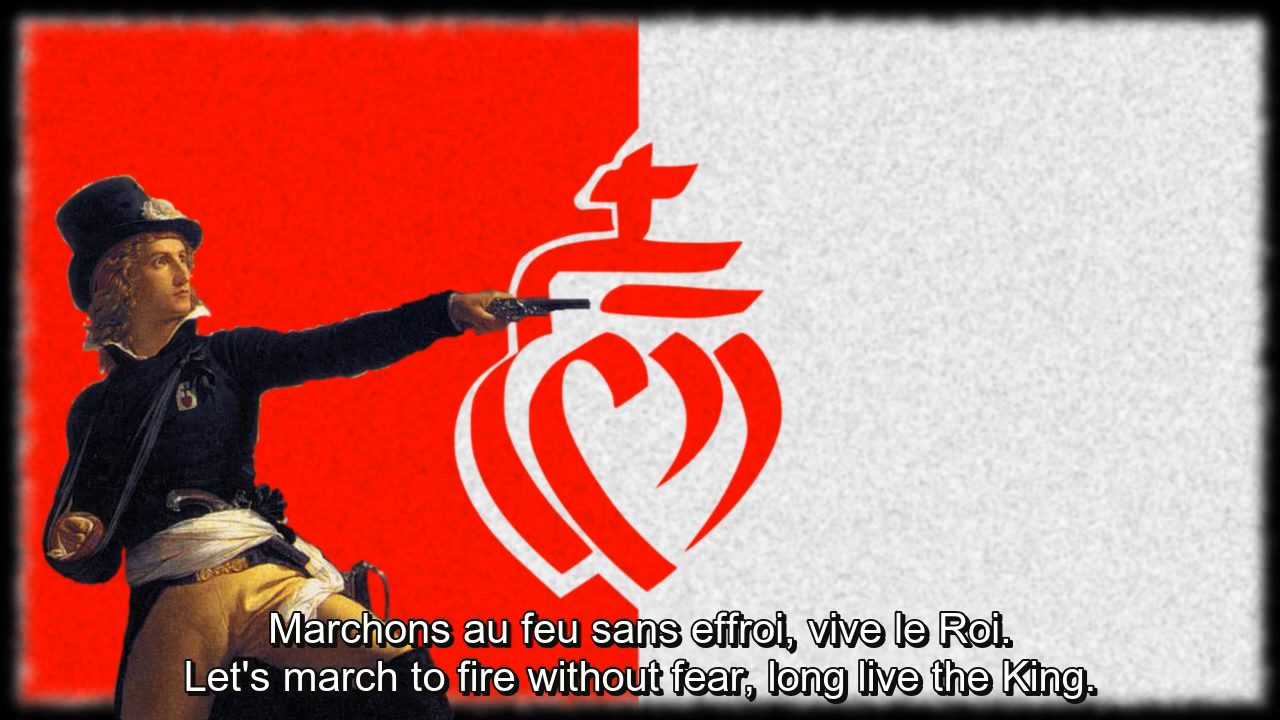 Marchons au feu sans effroi, vive le Roi.
Let's march to fire without fear, long live the King.